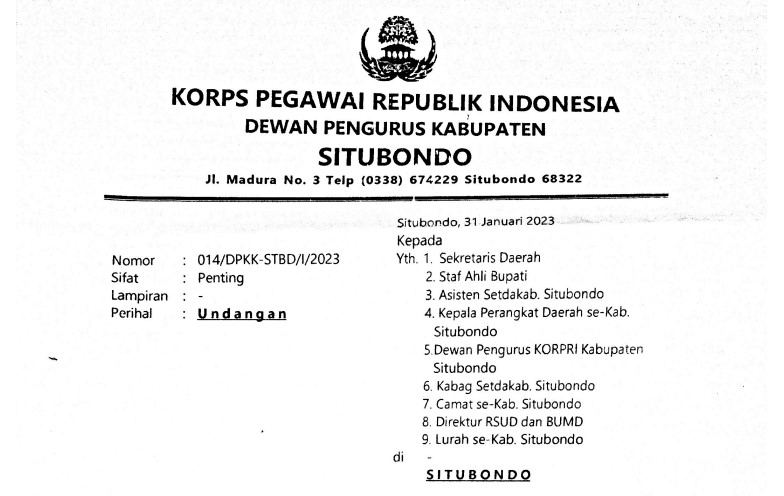 KORPS PEGAWAI REPUBLIK INDONESIA
DEWAN PENGURUS KABUPATEN
SITUBONDO
Jl. Madura No. 3 Telp (0338) 674229 Situbondo 68322
Situbondo, 31 Januari 2023
Kepada
Nomor : 014/DPKK-STBD/I/2023
Sifat : Penting
Lampiran : -
Perihal : Undangan
Yth. 1. Sekretaris Daerah
2. Staf Ahli Bupati
3. Asisten Setdakab. Situbondo
4. Kepala Perangkat Daerah se-Kab.
Situbondo
5.Dewan Pengurus KORPRI Kabupaten
Situbondo
6. Kabag Setdakab. Situbondo
7. Camat se-Kab. Situbondo
8. Direktur RSUD dan BUMD
9. Lurah se-Kab. Situbondo
di -
SITUBONDO